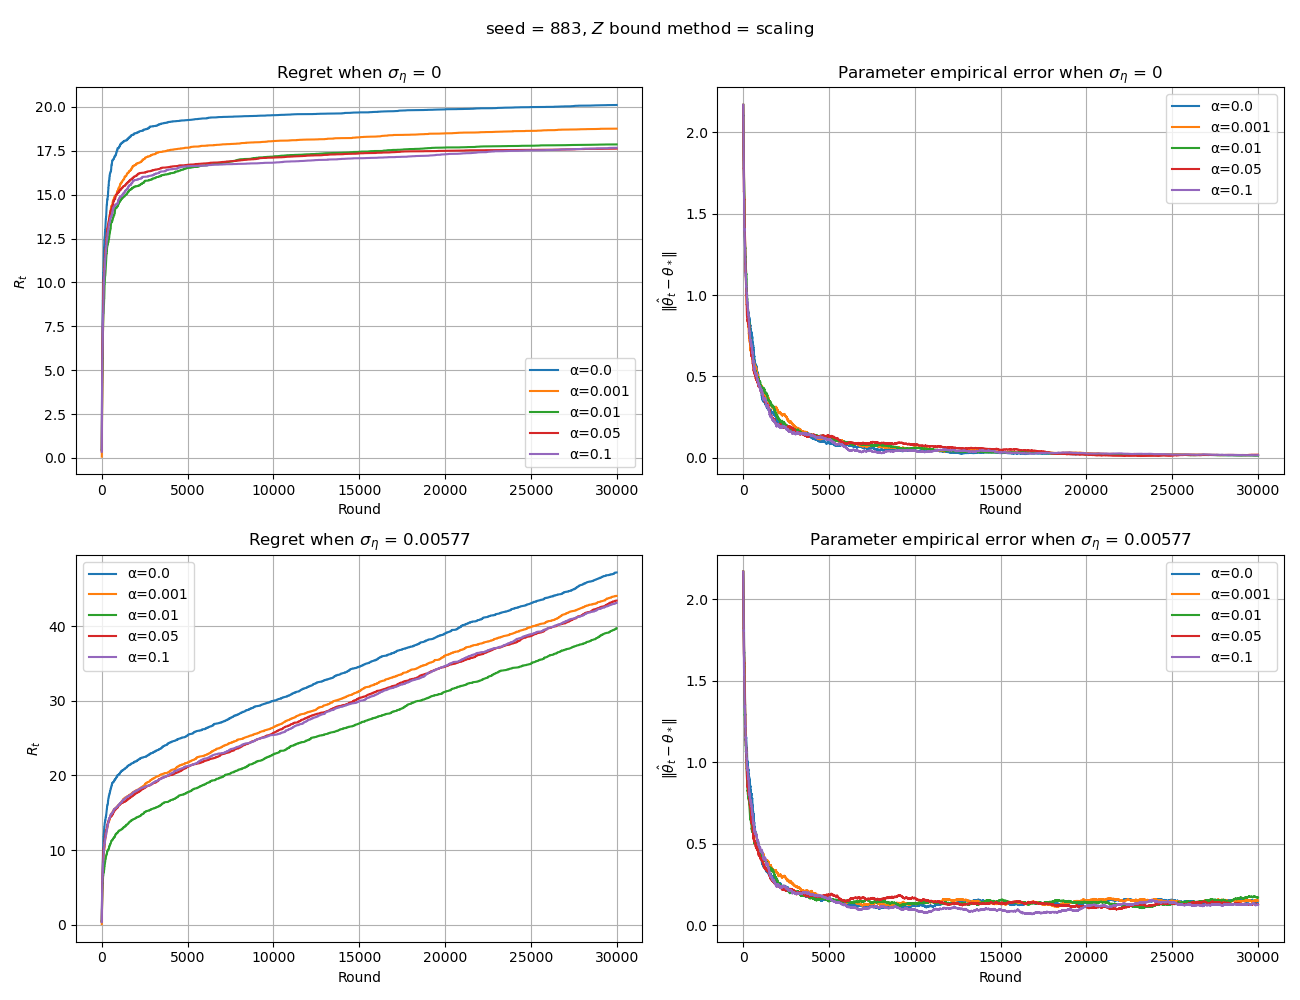 seed = 883, Z bound method = scaling
Regret when σ_η = 0
20.0
17.5
15.0
12.5
10.0
7.5
5.0
2.5
0.0
R_t
α=0.0
α=0.001
α=0.01
α=0.05
α=0.1
0 5000 10000 15000 20000 25000 30000
Round
Parameter empirical error when σ_η = 0
2.0
1.5
1.0
0.5
0.0
‖θ̂_t − θ_*‖
α=0.0
α=0.001
α=0.01
α=0.05
α=0.1
0 5000 10000 15000 20000 25000 30000
Round
Regret when σ_η = 0.00577
40
30
20
10
0
R_t
α=0.0
α=0.001
α=0.01
α=0.05
α=0.1
0 5000 10000 15000 20000 25000 30000
Round
Parameter empirical error when σ_η = 0.00577
2.0
1.5
1.0
0.5
0.0
‖θ̂_t − θ_*‖
α=0.0
α=0.001
α=0.01
α=0.05
α=0.1
0 5000 10000 15000 20000 25000 30000
Round